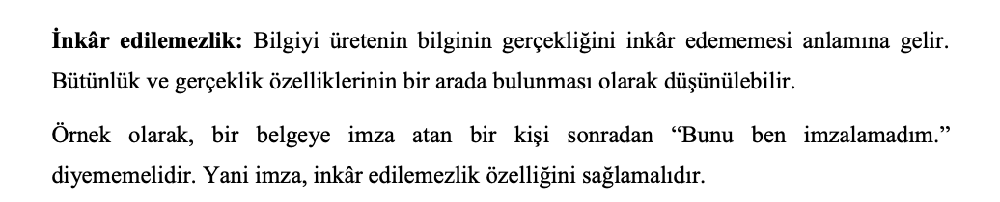 İnkâr edilemezlik: Bilgiyi üretenin bilginin gerçekliğini inkâr edememesi anlamına gelir.
Bütünlük ve gerçeklik özelliklerinin bir arada bulunması olarak düşünülebilir.
Örnek olarak, bir belgeye imza atan bir kişi sonradan “Bunu ben imzalamadım.”
diyememelidir. Yani imza, inkâr edilemezlik özelliğini sağlamalıdır.